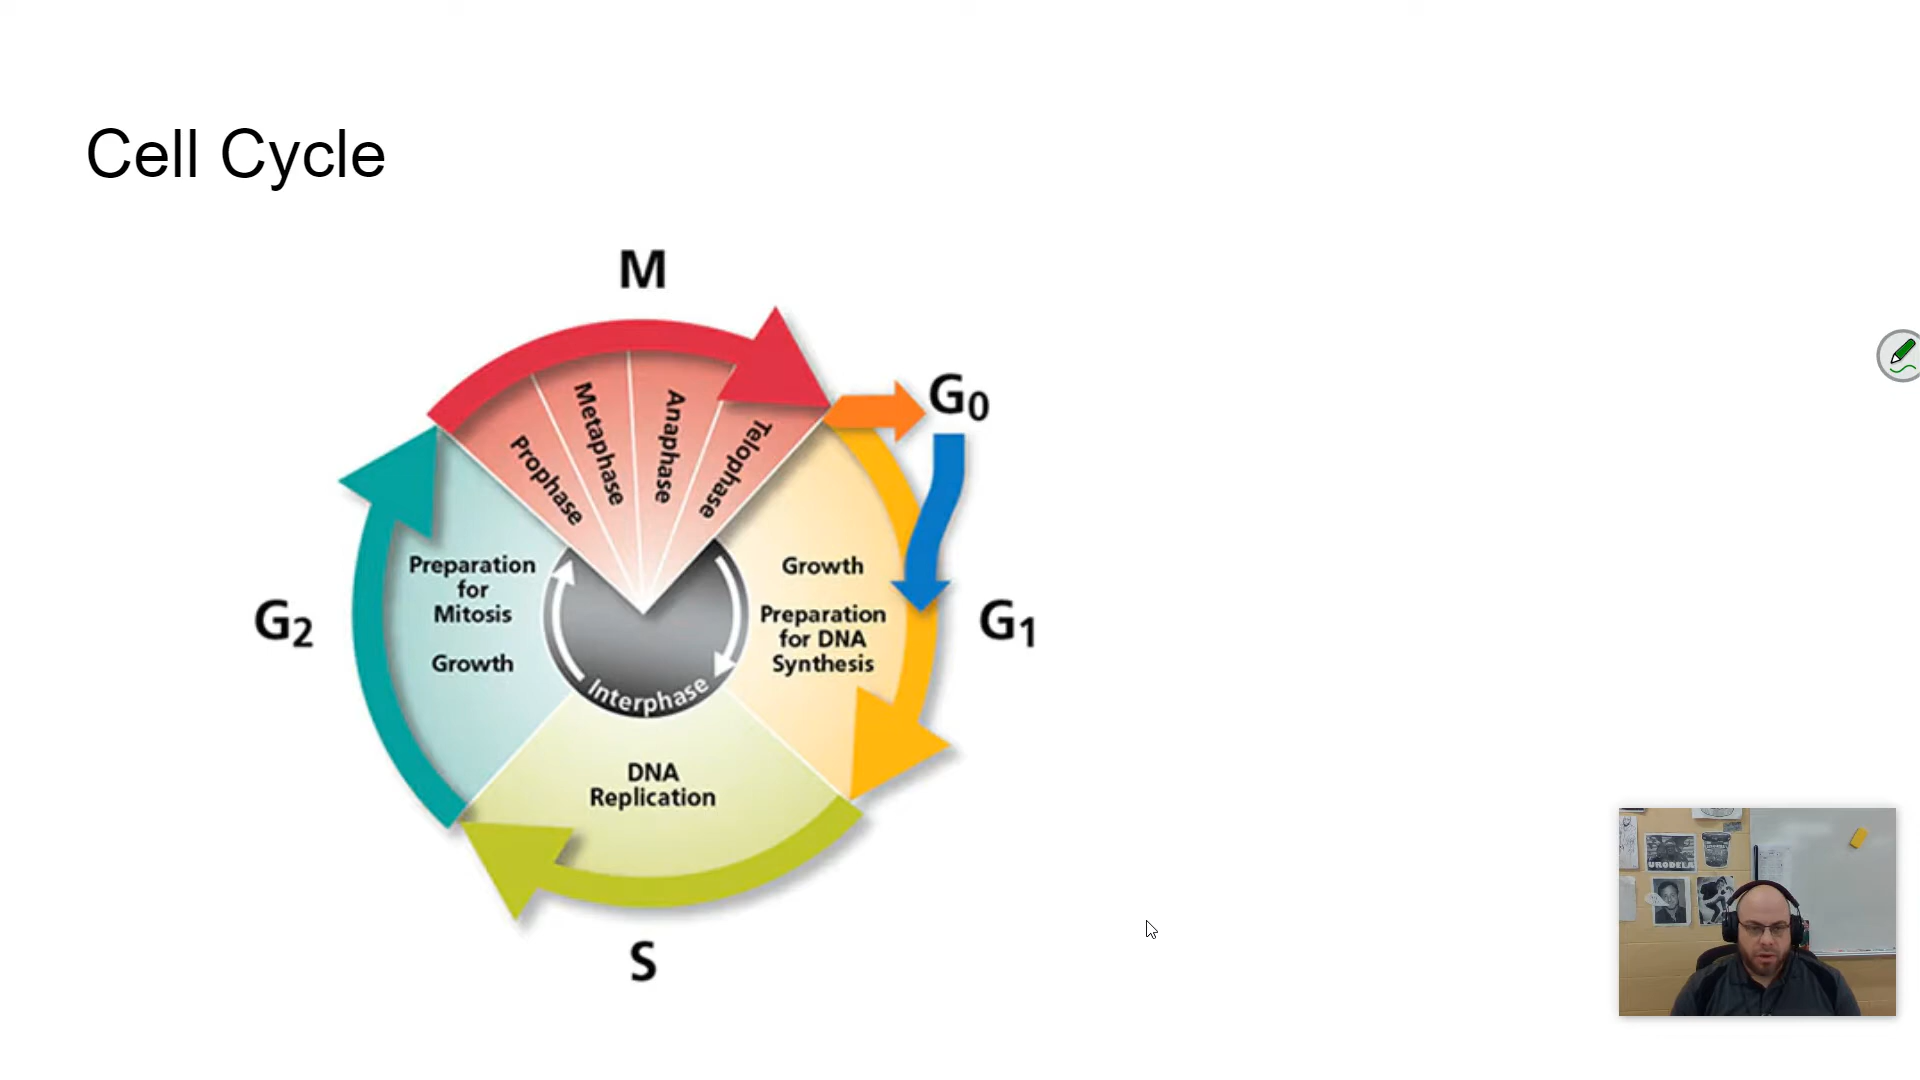 Cell Cycle
M
G0
Prophase
Metaphase
Anaphase
Telophase
Preparation
for
Mitosis
Growth
G2
Growth
Preparation
for DNA
Synthesis
G1
Interphase
DNA
Replication
S
URODELA